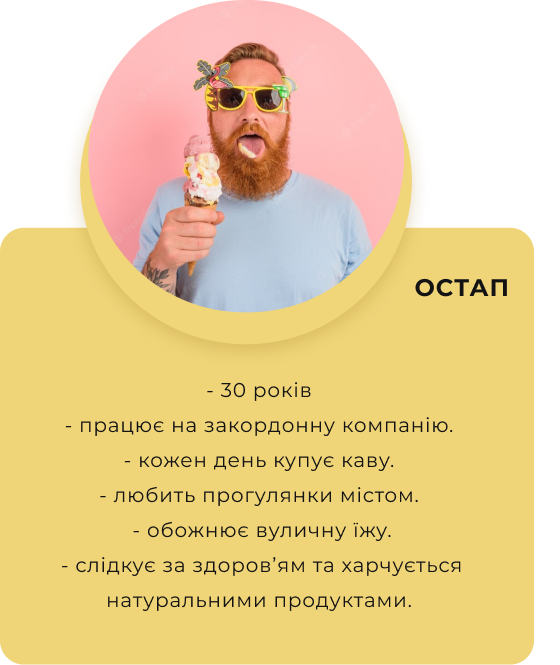 ОСТАП
- 30 років
- працює на закордонну компанію.
- кожен день купує каву.
- любить прогулянки містом.
- обожнює вуличну їжу.
- слідкує за здоров’ям та харчується
натуральними продуктами.